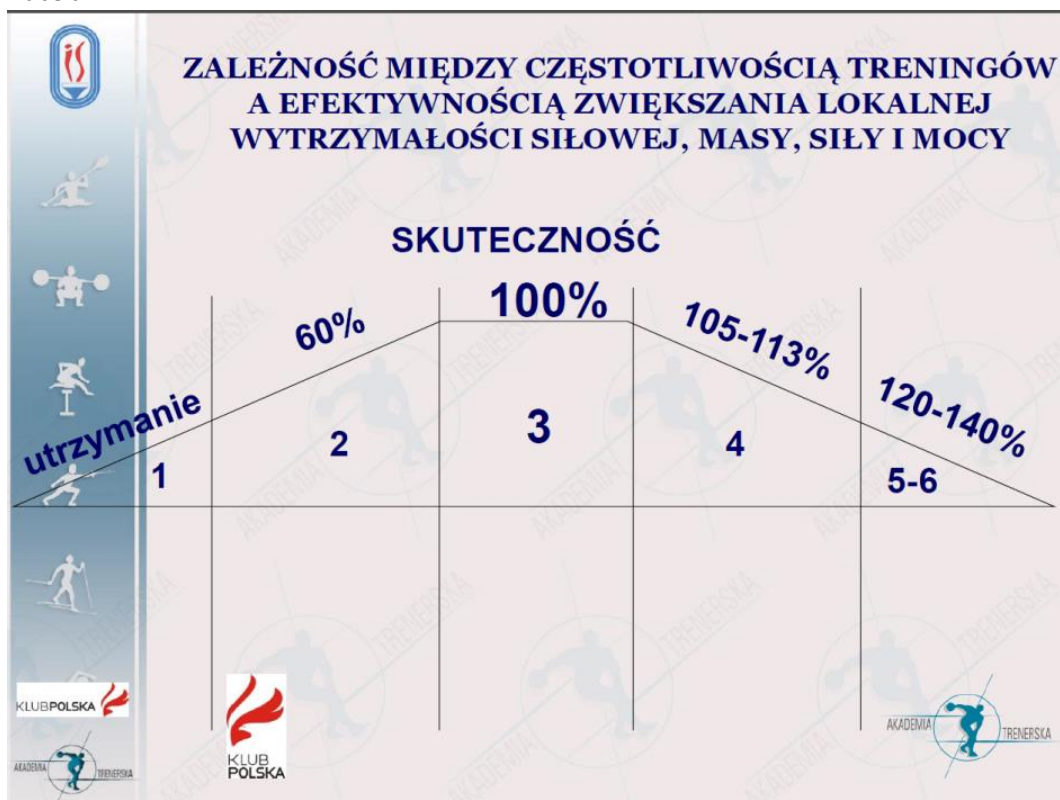 ZALEŻNOŚĆ MIĘDZY CZĘSTOTLIWOŚCIĄ TRENINGÓW
A EFEKTYWNOŚCIĄ ZWIĘKSZANIA LOKALNEJ
WYTRZYMAŁOŚCI SIŁOWEJ, MASY, SIŁY I MOCY
SKUTECZNOŚĆ
utrzymanie
60%
100%
105-113%
120-140%
1
2
3
4
5-6
KLUBPOLSKA
KLUB
POLSKA
AKADEMIA TRENERSKA
AKADEMIA TRENERSKA